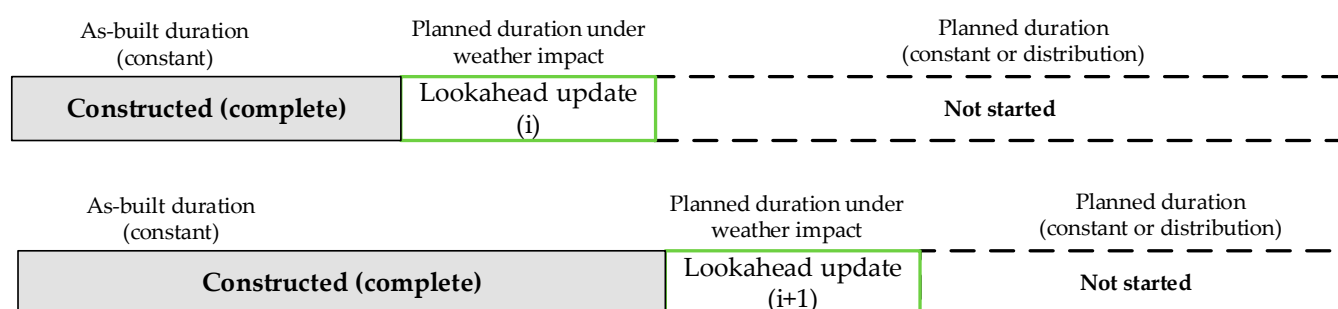 As-built duration
(constant)
Planned duration under
weather impact
Planned duration
(constant or distribution)
Constructed (complete)
Lookahead update
(i)
Not started
As-built duration
(constant)
Planned duration under
weather impact
Planned duration
(constant or distribution)
Constructed (complete)
Lookahead update
(i+1)
Not started